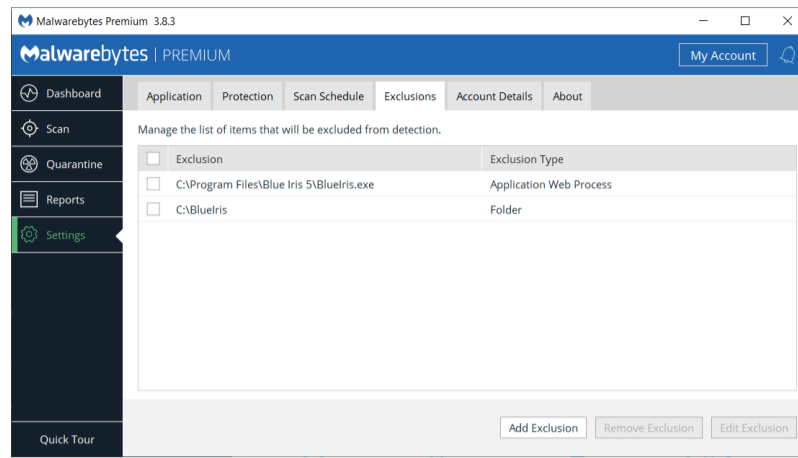 Malwarebytes Premium 3.8.3
Malwarebytes | PREMIUM
My Account
Dashboard
Scan
Quarantine
Reports
Settings
Quick Tour
Application Protection Scan Schedule Exclusions Account Details About
Manage the list of items that will be excluded from detection.
Exclusion Exclusion Type
C:\Program Files\Blue Iris 5\BlueIris.exe Application Web Process
C:\BlueIris Folder
Add Exclusion Remove Exclusion Edit Exclusion